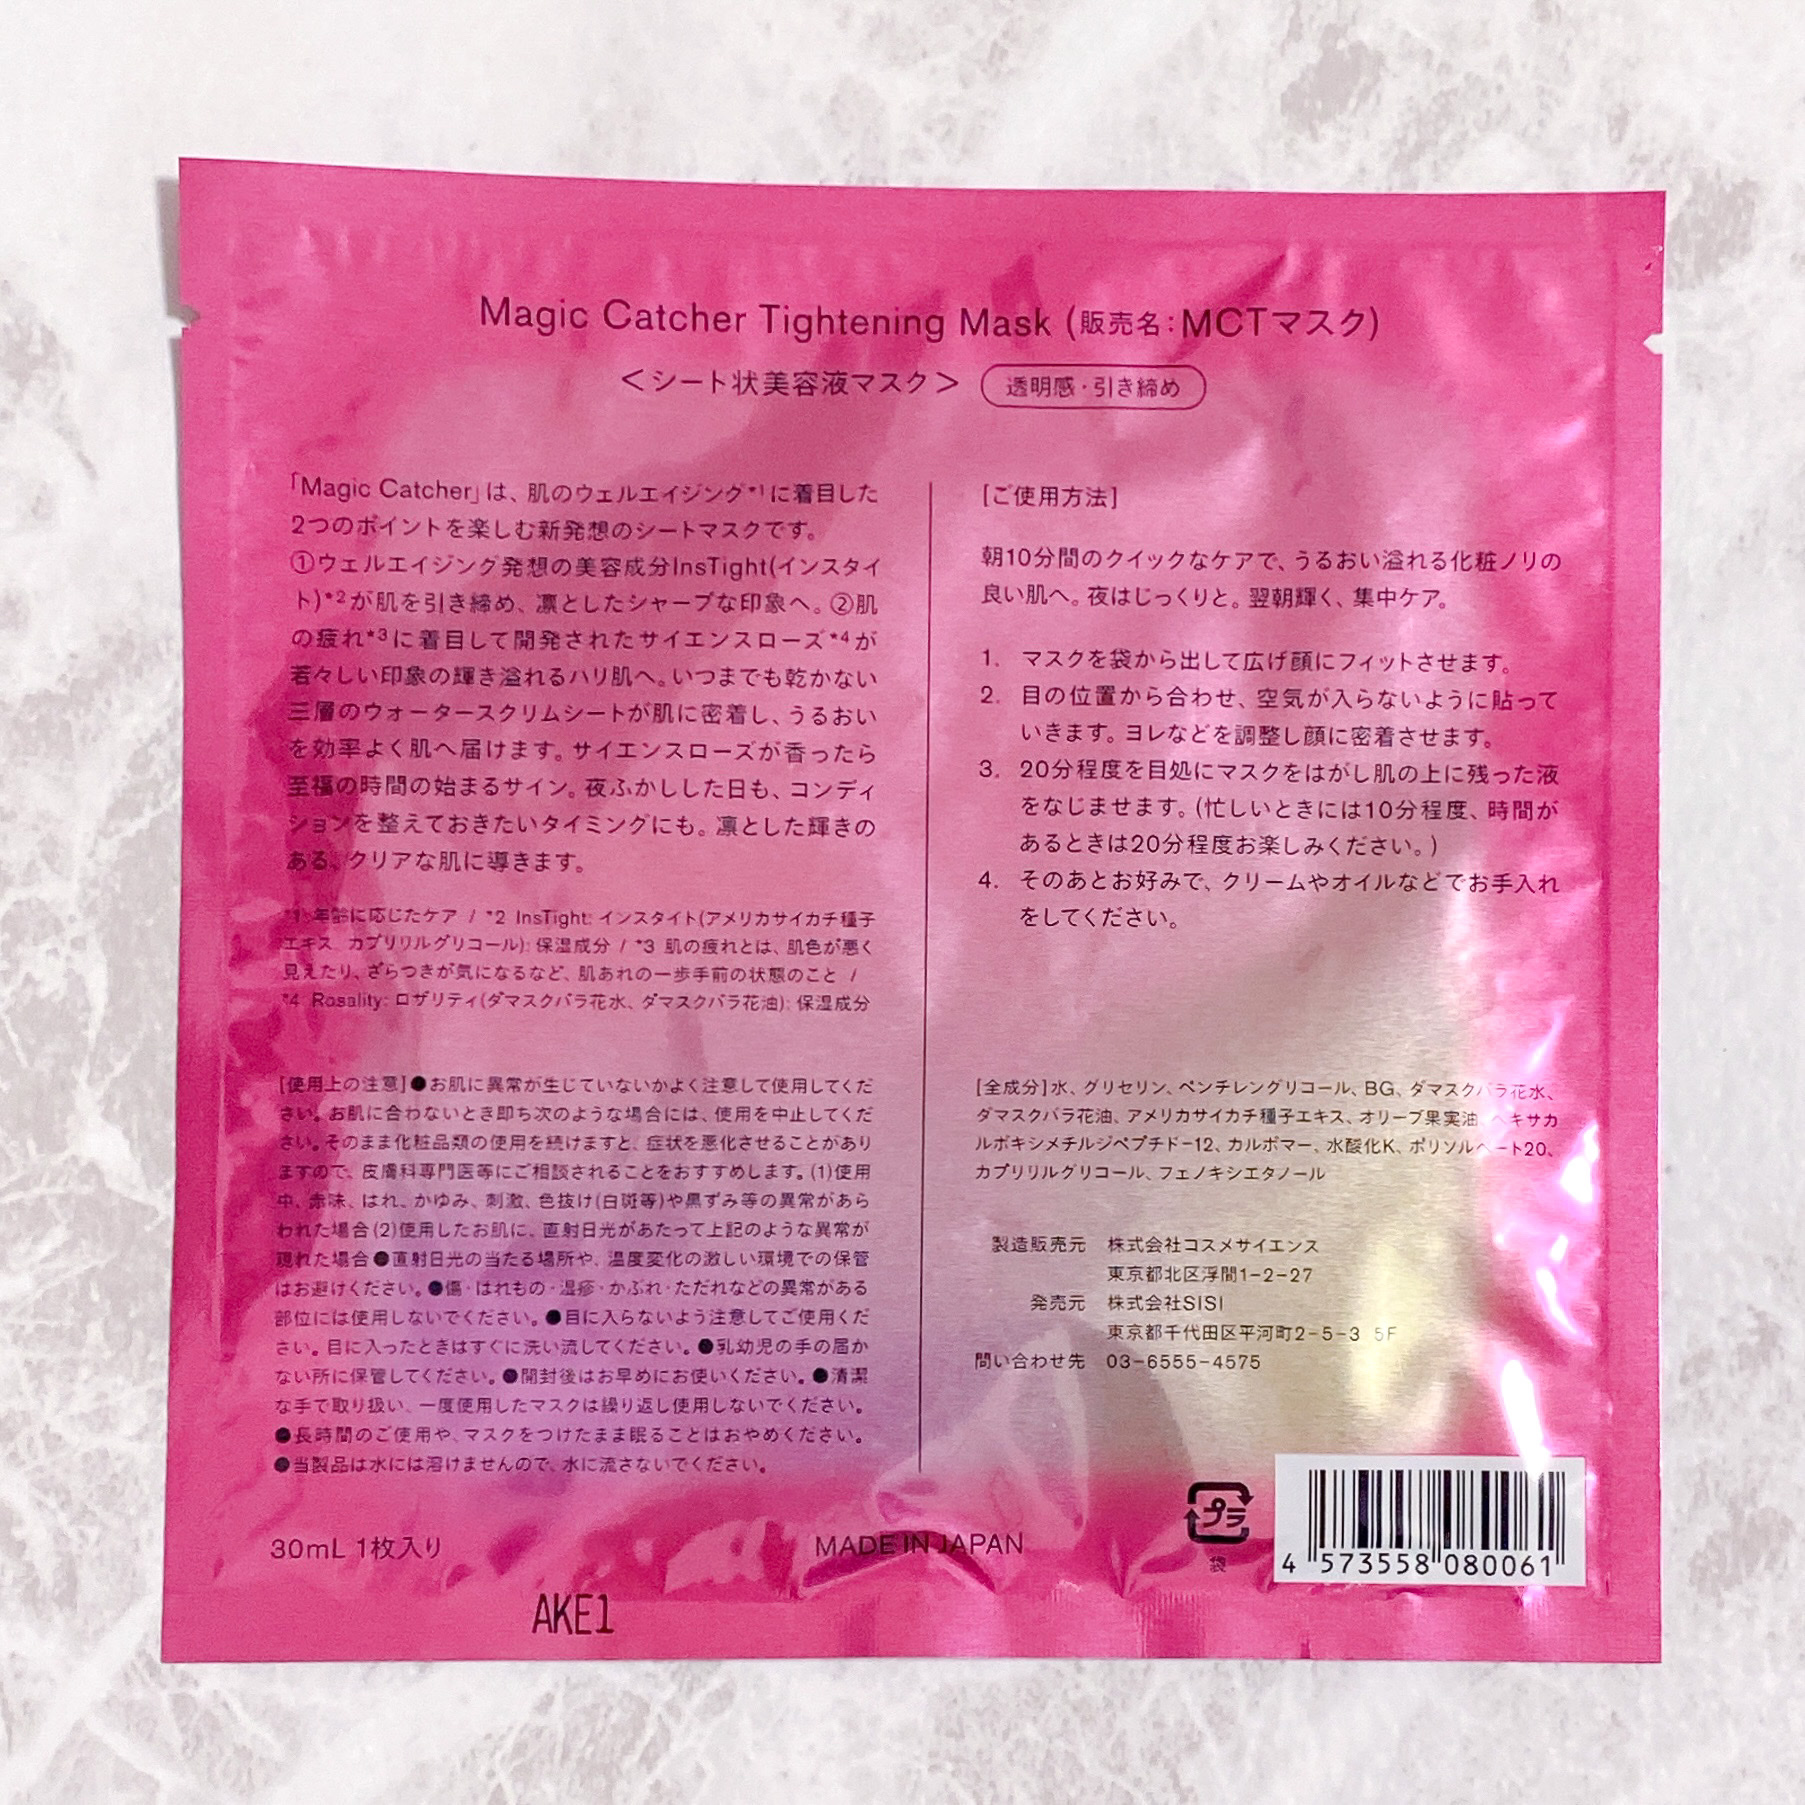 Magic Catcher Tightening Mask (販売名:MCTマスク)
＜シート状美容液マスク＞ 透明感・引き締め
「Magic Catcher」は、肌のウェルエイジング*1に着目した
2つのポイントを楽しむ新発想のシートマスクです。
①ウェルエイジング発想の美容成分InsTight(インスタイ
ト)*2が肌を引き締め、凛としたシャープな印象へ。②肌
の疲れ*3に着目して開発されたサイエンスローズ*4が
若々しい印象の輝き溢れるハリ肌へ。いつまでも乾かない
三層のウォータースクリムシートが肌に密着し、うるおい
を効率よく肌へ届けます。サイエンスローズが香ったら
至福の時間の始まるサイン。夜ふかしした日も、コンディ
ションを整えておきたいタイミングにも。凛とした輝きの
ある、クリアな肌に導きます。
*1 年齢に応じたケア / *2 InsTight: インスタイト(アメリカサイカチ種子
エキス、カプリリルグリコール): 保湿成分 / *3 肌の疲れとは、肌色が悪く
見えたり、ざらつきが気になるなど、肌あれの一歩手前の状態のこと /
*4 Rosality: ロザリティ(ダマスクバラ花水、ダマスクバラ花油): 保湿成分
[使用上の注意]●お肌に異常が生じていないかよく注意して使用してくだ
さい。お肌に合わないとき即ち次のような場合には、使用を中止してくだ
さい。そのまま化粧品類の使用を続けますと、症状を悪化させることがあり
ますので、皮膚科専門医等にご相談されることをおすすめします。(1)使用
中、赤味、はれ、かゆみ、刺激、色抜け(白斑等)や黒ずみ等の異常があら
われた場合(2)使用したお肌に、直射日光があたって上記のような異常が
現れた場合●直射日光の当たる場所や、温度変化の激しい環境での保管
はお避けください。●傷・はれもの・湿疹・かぶれ・ただれなどの異常がある
部位には使用しないでください。●目に入らないよう注意してご使用くだ
さい。目に入ったときはすぐに洗い流してください。●乳幼児の手の届か
ない所に保管してください。●開封後はお早めにお使いください。●清潔
な手で取り扱い、一度使用したマスクは繰り返し使用しないでください。
●長時間のご使用や、マスクをつけたまま眠ることはおやめください。
●当製品は水には溶けませんので、水に流さないでください。
[ご使用方法]
朝10分間のクイックなケアで、うるおい溢れる化粧ノリの
良い肌へ。夜はじっくりと。翌朝輝く、集中ケア。
1. マスクを袋から出して広げ顔にフィットさせます。
2. 目の位置から合わせ、空気が入らないように貼って
いきます。ヨレなどを調整し顔に密着させます。
3. 20分程度を目処にマスクをはがし肌の上に残った液
をなじませます。(忙しいときには10分程度、時間が
あるときは20分程度お楽しみください。)
4. そのあとお好みで、クリームやオイルなどでお手入れ
をしてください。
[全成分]水、グリセリン、ペンチレングリコール、BG、ダマスクバラ花水、
ダマスクバラ花油、アメリカサイカチ種子エキス、オリーブ果実油、ヘキサカ
ルボキシメチルジペプチド-12、カルボマー、水酸化K、ポリソルベート20、
カプリリルグリコール、フェノキシエタノール
製造販売元 株式会社コスメサイエンス
東京都北区浮間1-2-27
発売元 株式会社SISI
東京都千代田区平河町2-5-3 5F
問い合わせ先 03-6555-4575
30mL 1枚入り
MADE IN JAPAN
プラ
袋
4 573558 080061
AKE1